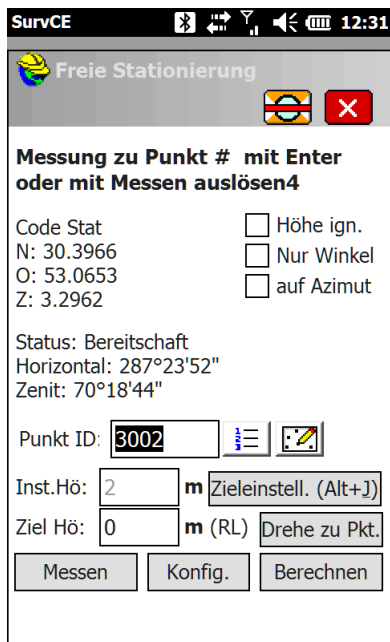 SurvCE 12:31
Freie Stationierung
Messung zu Punkt # mit Enter
oder mit Messen auslösen4
Code Stat
Höhe ign.
N: 30.3966
Nur Winkel
O: 53.0653
auf Azimut
Z: 3.2962
Status: Bereitschaft
Horizontal: 287°23'52"
Zenit: 70°18'44"
Punkt ID: 3002
Inst.Hö: 2 m Zieleinstell. (Alt+J)
Ziel Hö: 0 m (RL) Drehe zu Pkt.
Messen Konfig. Berechnen